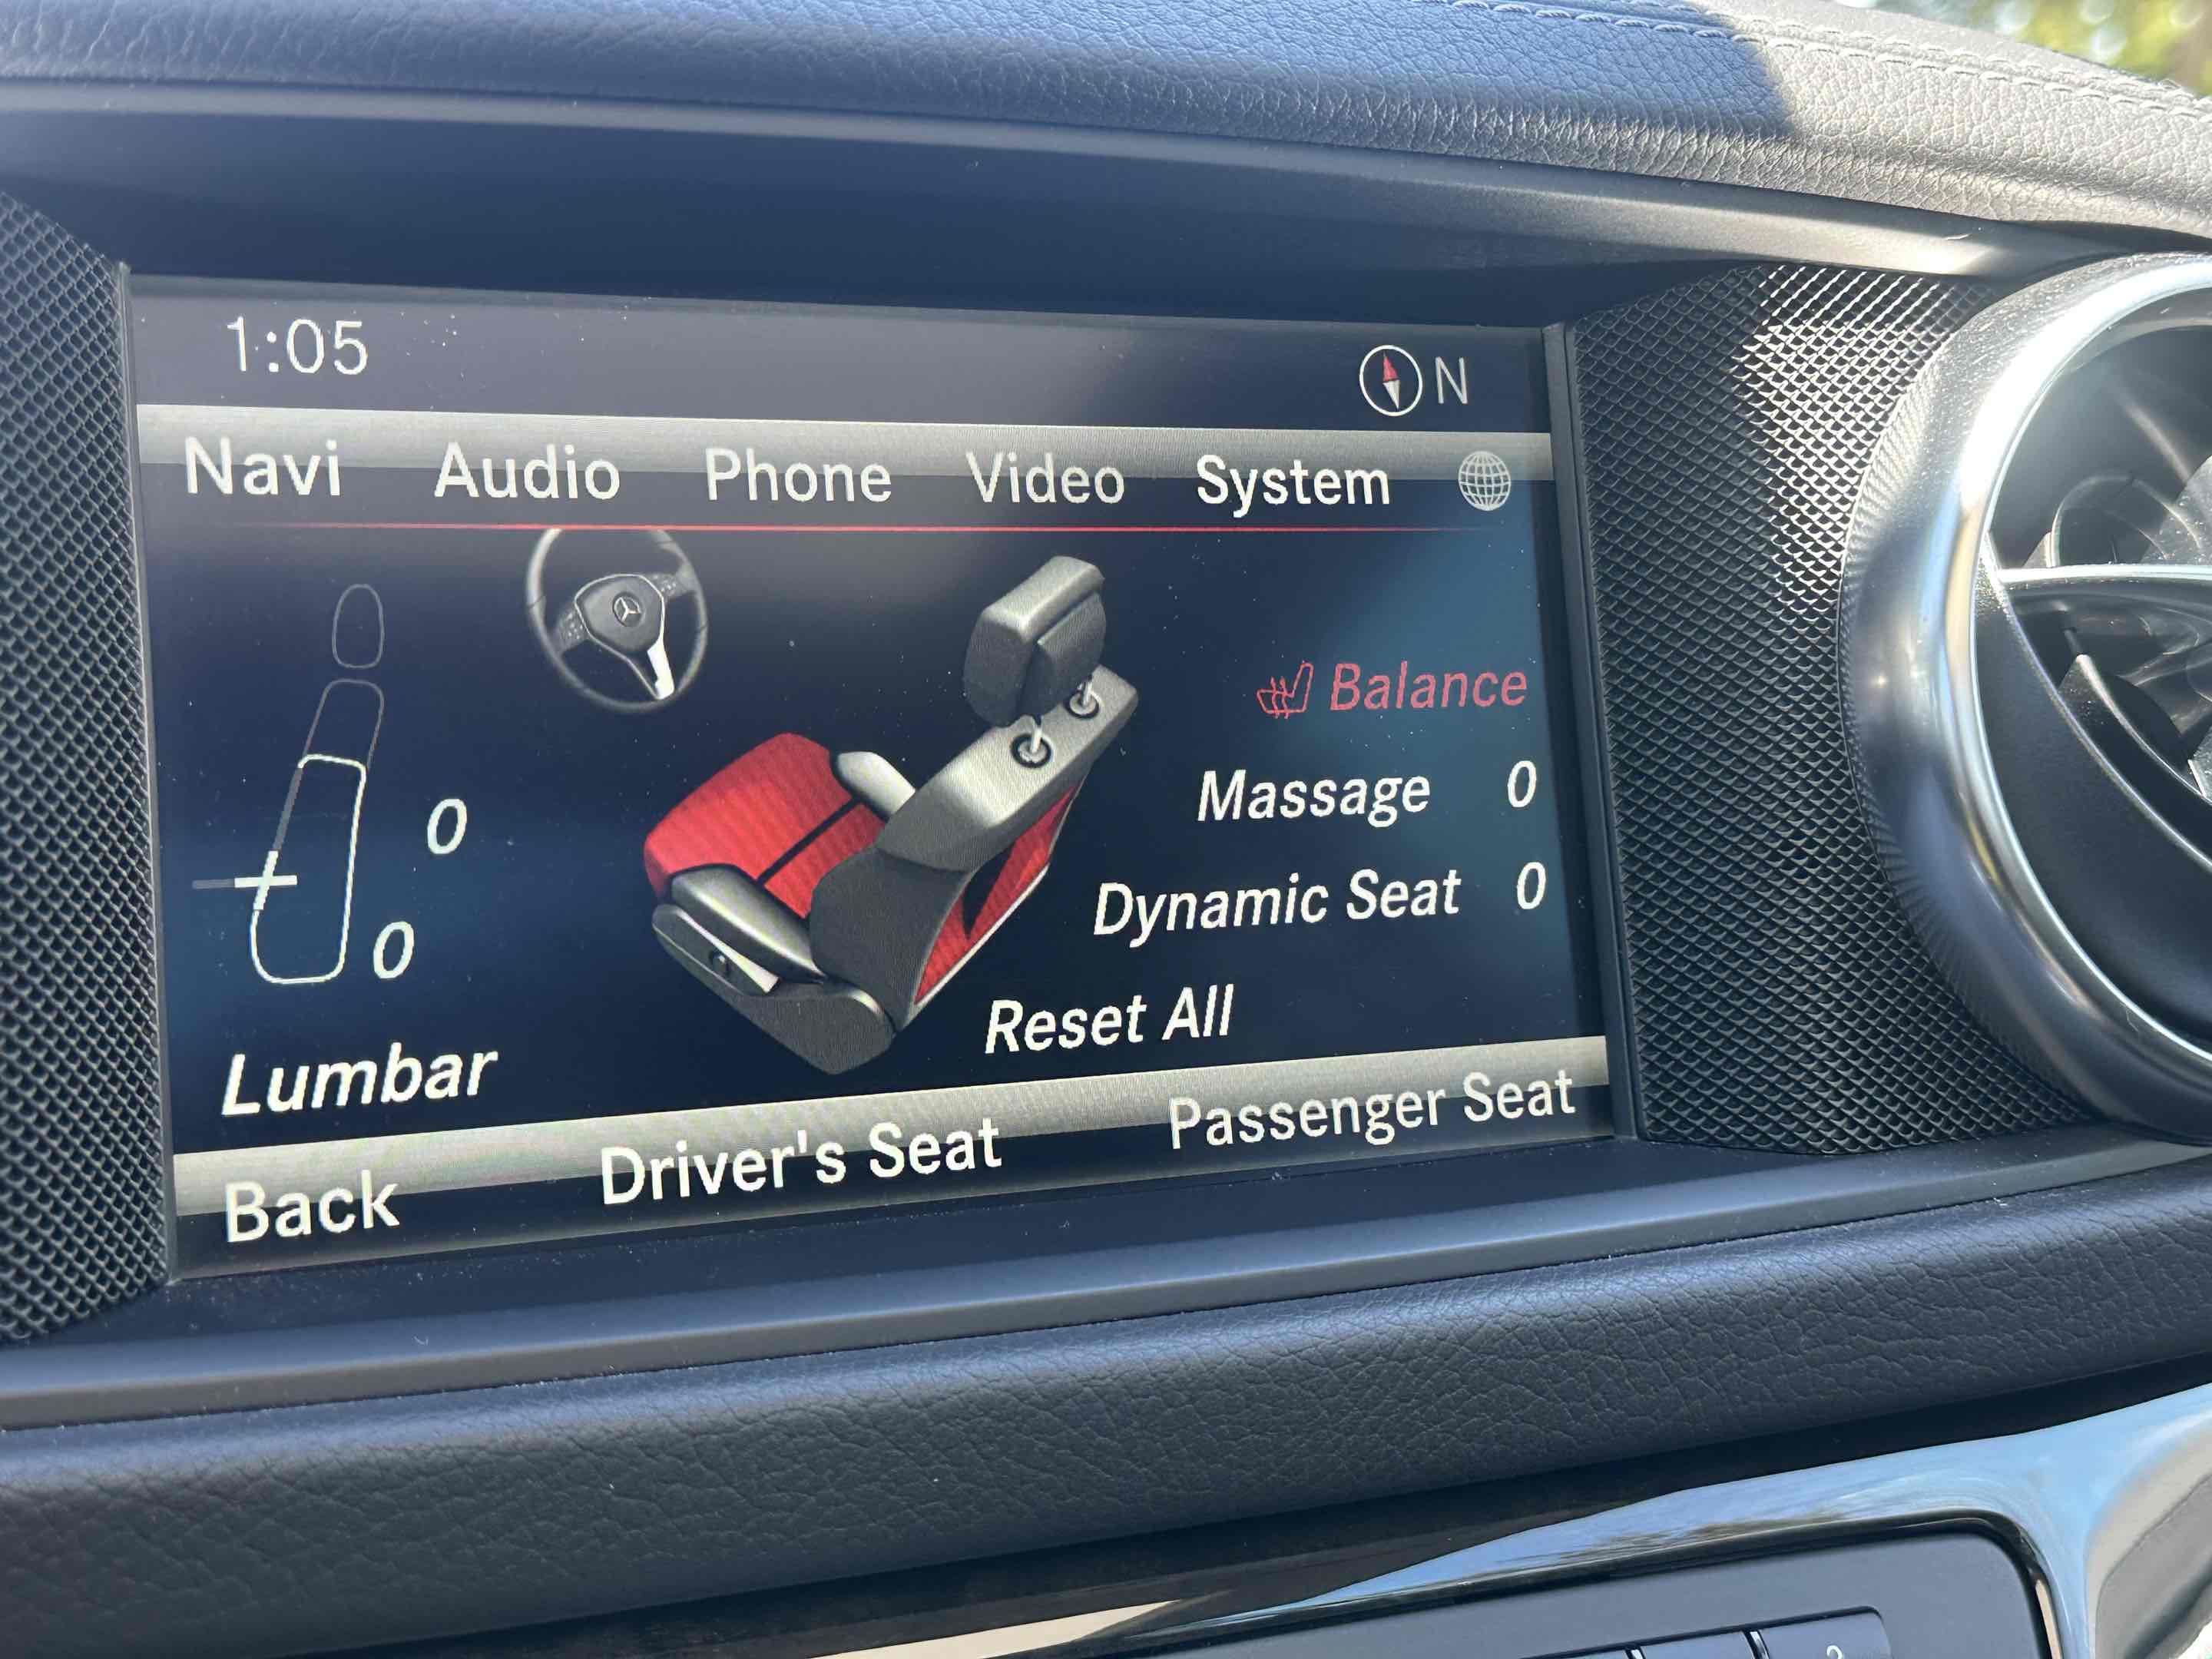 1:05 N
Navi Audio Phone Video System
Balance
Massage 0
0
Dynamic Seat 0
0
Reset All
Lumbar
Back Driver's Seat Passenger Seat